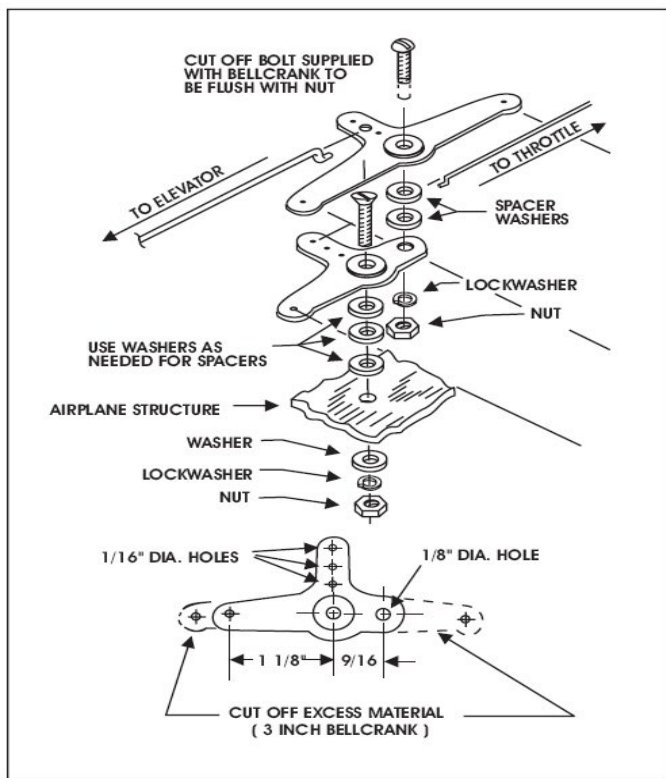 CUT OFF BOLT SUPPLIED
WITH BELLCRANK TO
BE FLUSH WITH NUT
TO ELEVATOR
TO THROTTLE
SPACER
WASHERS
LOCKWASHER
NUT
USE WASHERS AS
NEEDED FOR SPACERS
AIRPLANE STRUCTURE
WASHER
LOCKWASHER
NUT
1/16" DIA. HOLES
1/8" DIA. HOLE
1 1/8"
9/16
CUT OFF EXCESS MATERIAL
( 3 INCH BELLCRANK )